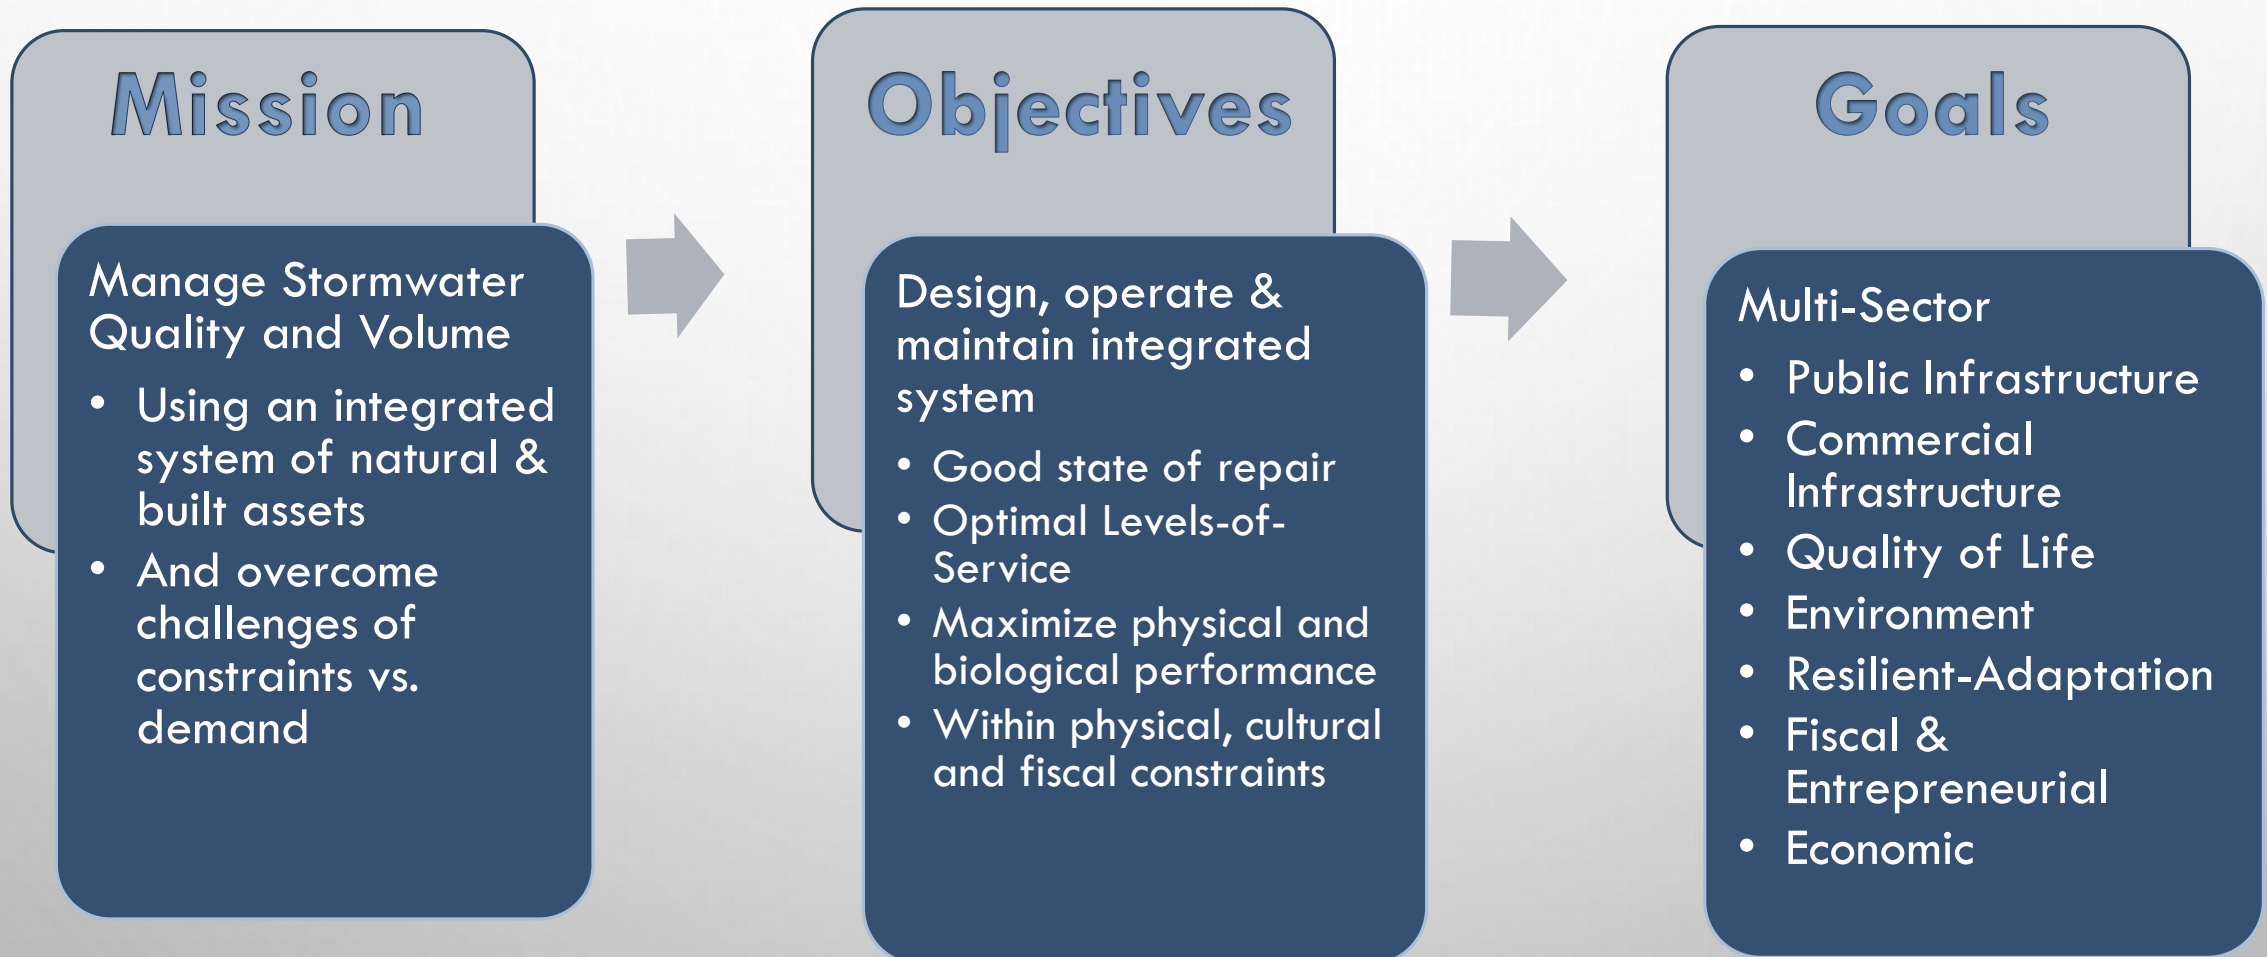 Mission
Manage Stormwater
Quality and Volume
• Using an integrated
system of natural &
built assets
• And overcome
challenges of
constraints vs.
demand
Objectives
Design, operate &
maintain integrated
system
• Good state of repair
• Optimal Levels-of-
Service
• Maximize physical and
biological performance
• Within physical, cultural
and fiscal constraints
Goals
Multi-Sector
• Public Infrastructure
• Commercial
Infrastructure
• Quality of Life
• Environment
• Resilient-Adaptation
• Fiscal &
Entrepreneurial
• Economic